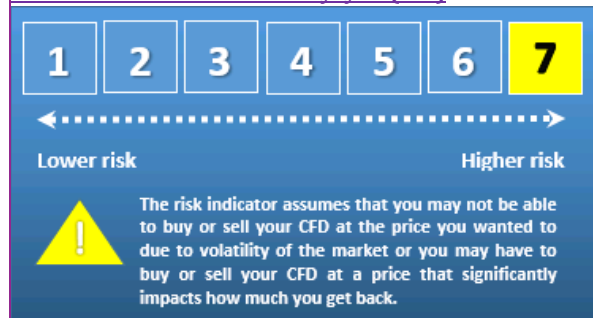 1 2 3 4 5 6 7
Lower risk Higher risk
!
The risk indicator assumes that you may not be able
to buy or sell your CFD at the price you wanted to
due to volatility of the market or you may have to
buy or sell your CFD at a price that significantly
impacts how much you get back.